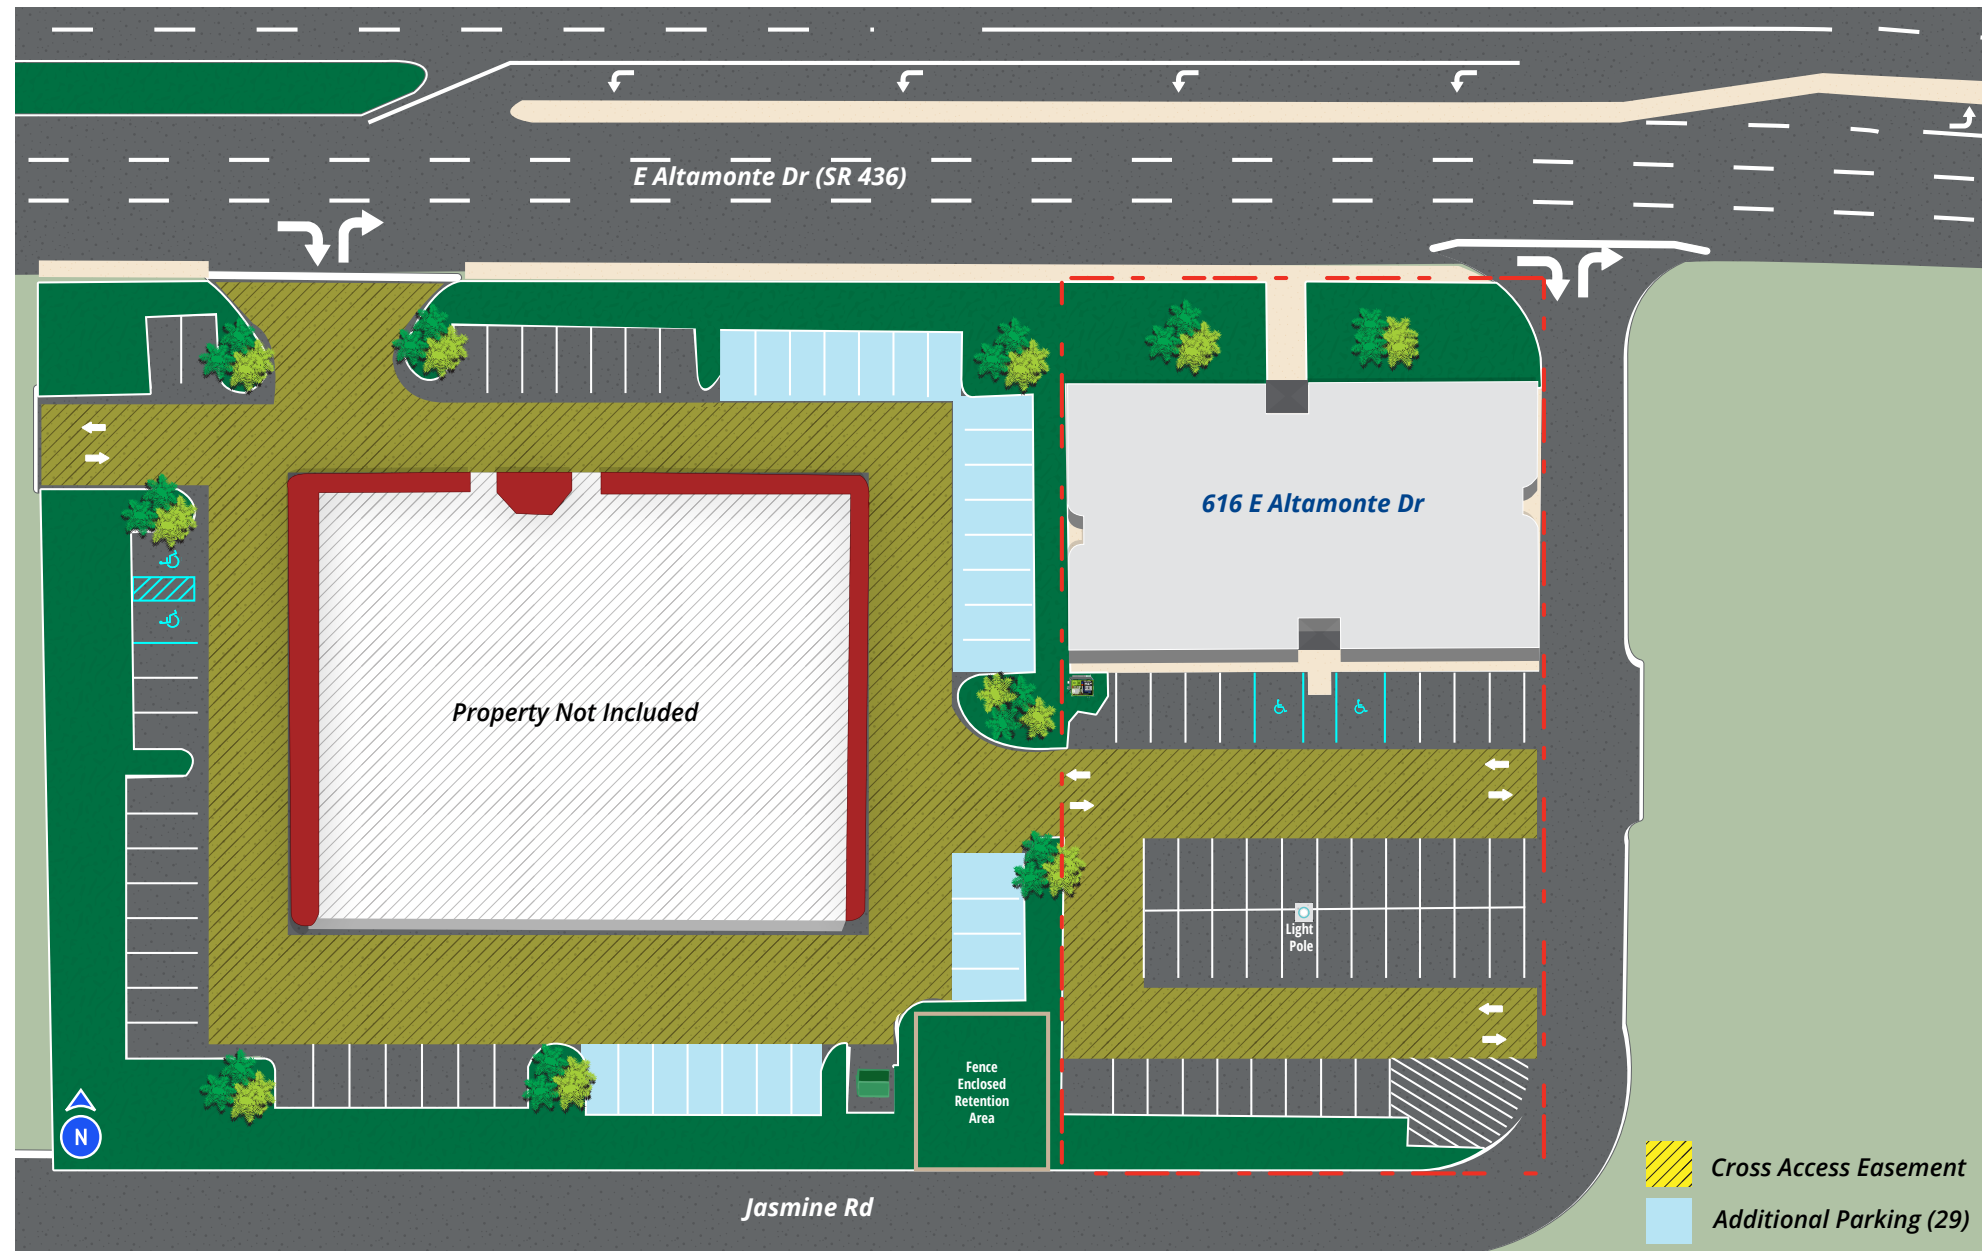 E Altamonte Dr (SR 436)
616 E Altamonte Dr
Property Not Included
Light
Pole
Fence
Enclosed
Retention
Area
N
Cross Access Easement
Jasmine Rd
Additional Parking (29)